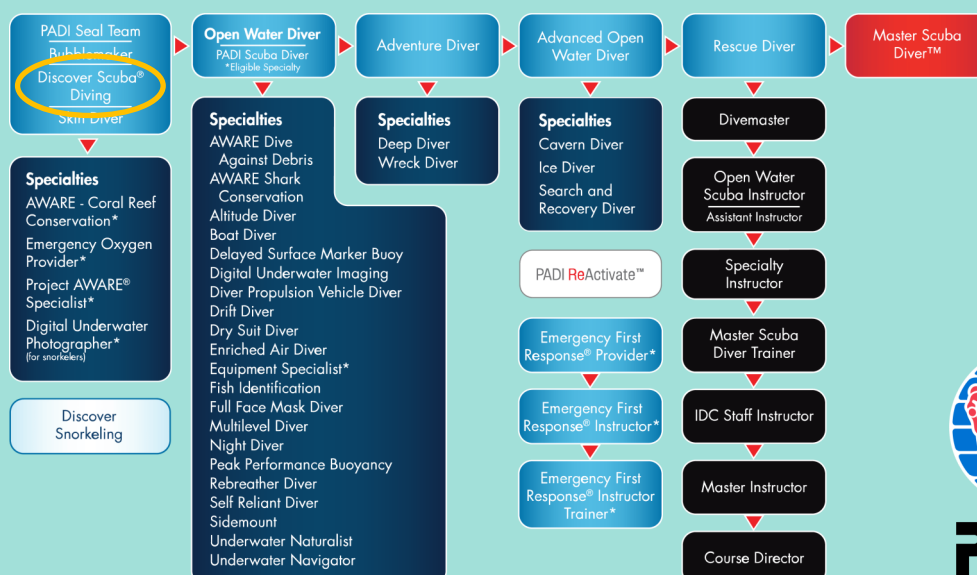 PADI Seal Team
Bubblemaker
Discover Scuba®
Diving
Skin Diver
Specialties
AWARE - Coral Reef
Conservation*
Emergency Oxygen
Provider*
Project AWARE®
Specialist*
Digital Underwater
Photographer*
(for snorkelers)
Discover
Snorkeling
Open Water Diver
PADI Scuba Diver
*Eligible Specialty
Specialties
AWARE Dive
Against Debris
AWARE Shark
Conservation
Altitude Diver
Boat Diver
Delayed Surface Marker Buoy
Digital Underwater Imaging
Diver Propulsion Vehicle Diver
Drift Diver
Dry Suit Diver
Enriched Air Diver
Equipment Specialist*
Fish Identification
Full Face Mask Diver
Multilevel Diver
Night Diver
Peak Performance Buoyancy
Rebreather Diver
Self Reliant Diver
Sidemount
Underwater Naturalist
Underwater Navigator
Adventure Diver
Specialties
Deep Diver
Wreck Diver
Advanced Open
Water Diver
Specialties
Cavern Diver
Ice Diver
Search and
Recovery Diver
PADI ReActivate™
Emergency First
Response® Provider*
Emergency First
Response® Instructor*
Emergency First
Response® Instructor
Trainer*
Rescue Diver
Divemaster
Open Water
Scuba Instructor
Assistant Instructor
Specialty
Instructor
Master Scuba
Diver Trainer
IDC Staff Instructor
Master Instructor
Course Director
Master Scuba
Diver™